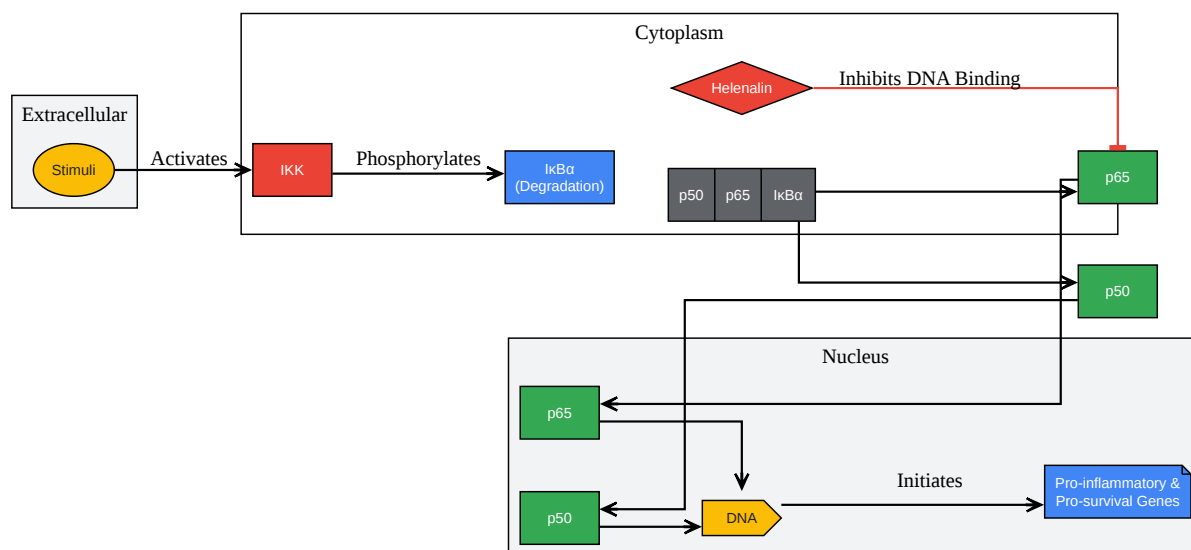 Cytoplasm
Extracellular
Stimuli
Activates
IKK
Phosphorylates
IκBα
(Degradation)
Helenalin
Inhibits DNA Binding
p50
p65
IκBα
p65
p50
Nucleus
p65
p50
DNA
Initiates
Pro-inflammatory &
Pro-survival Genes